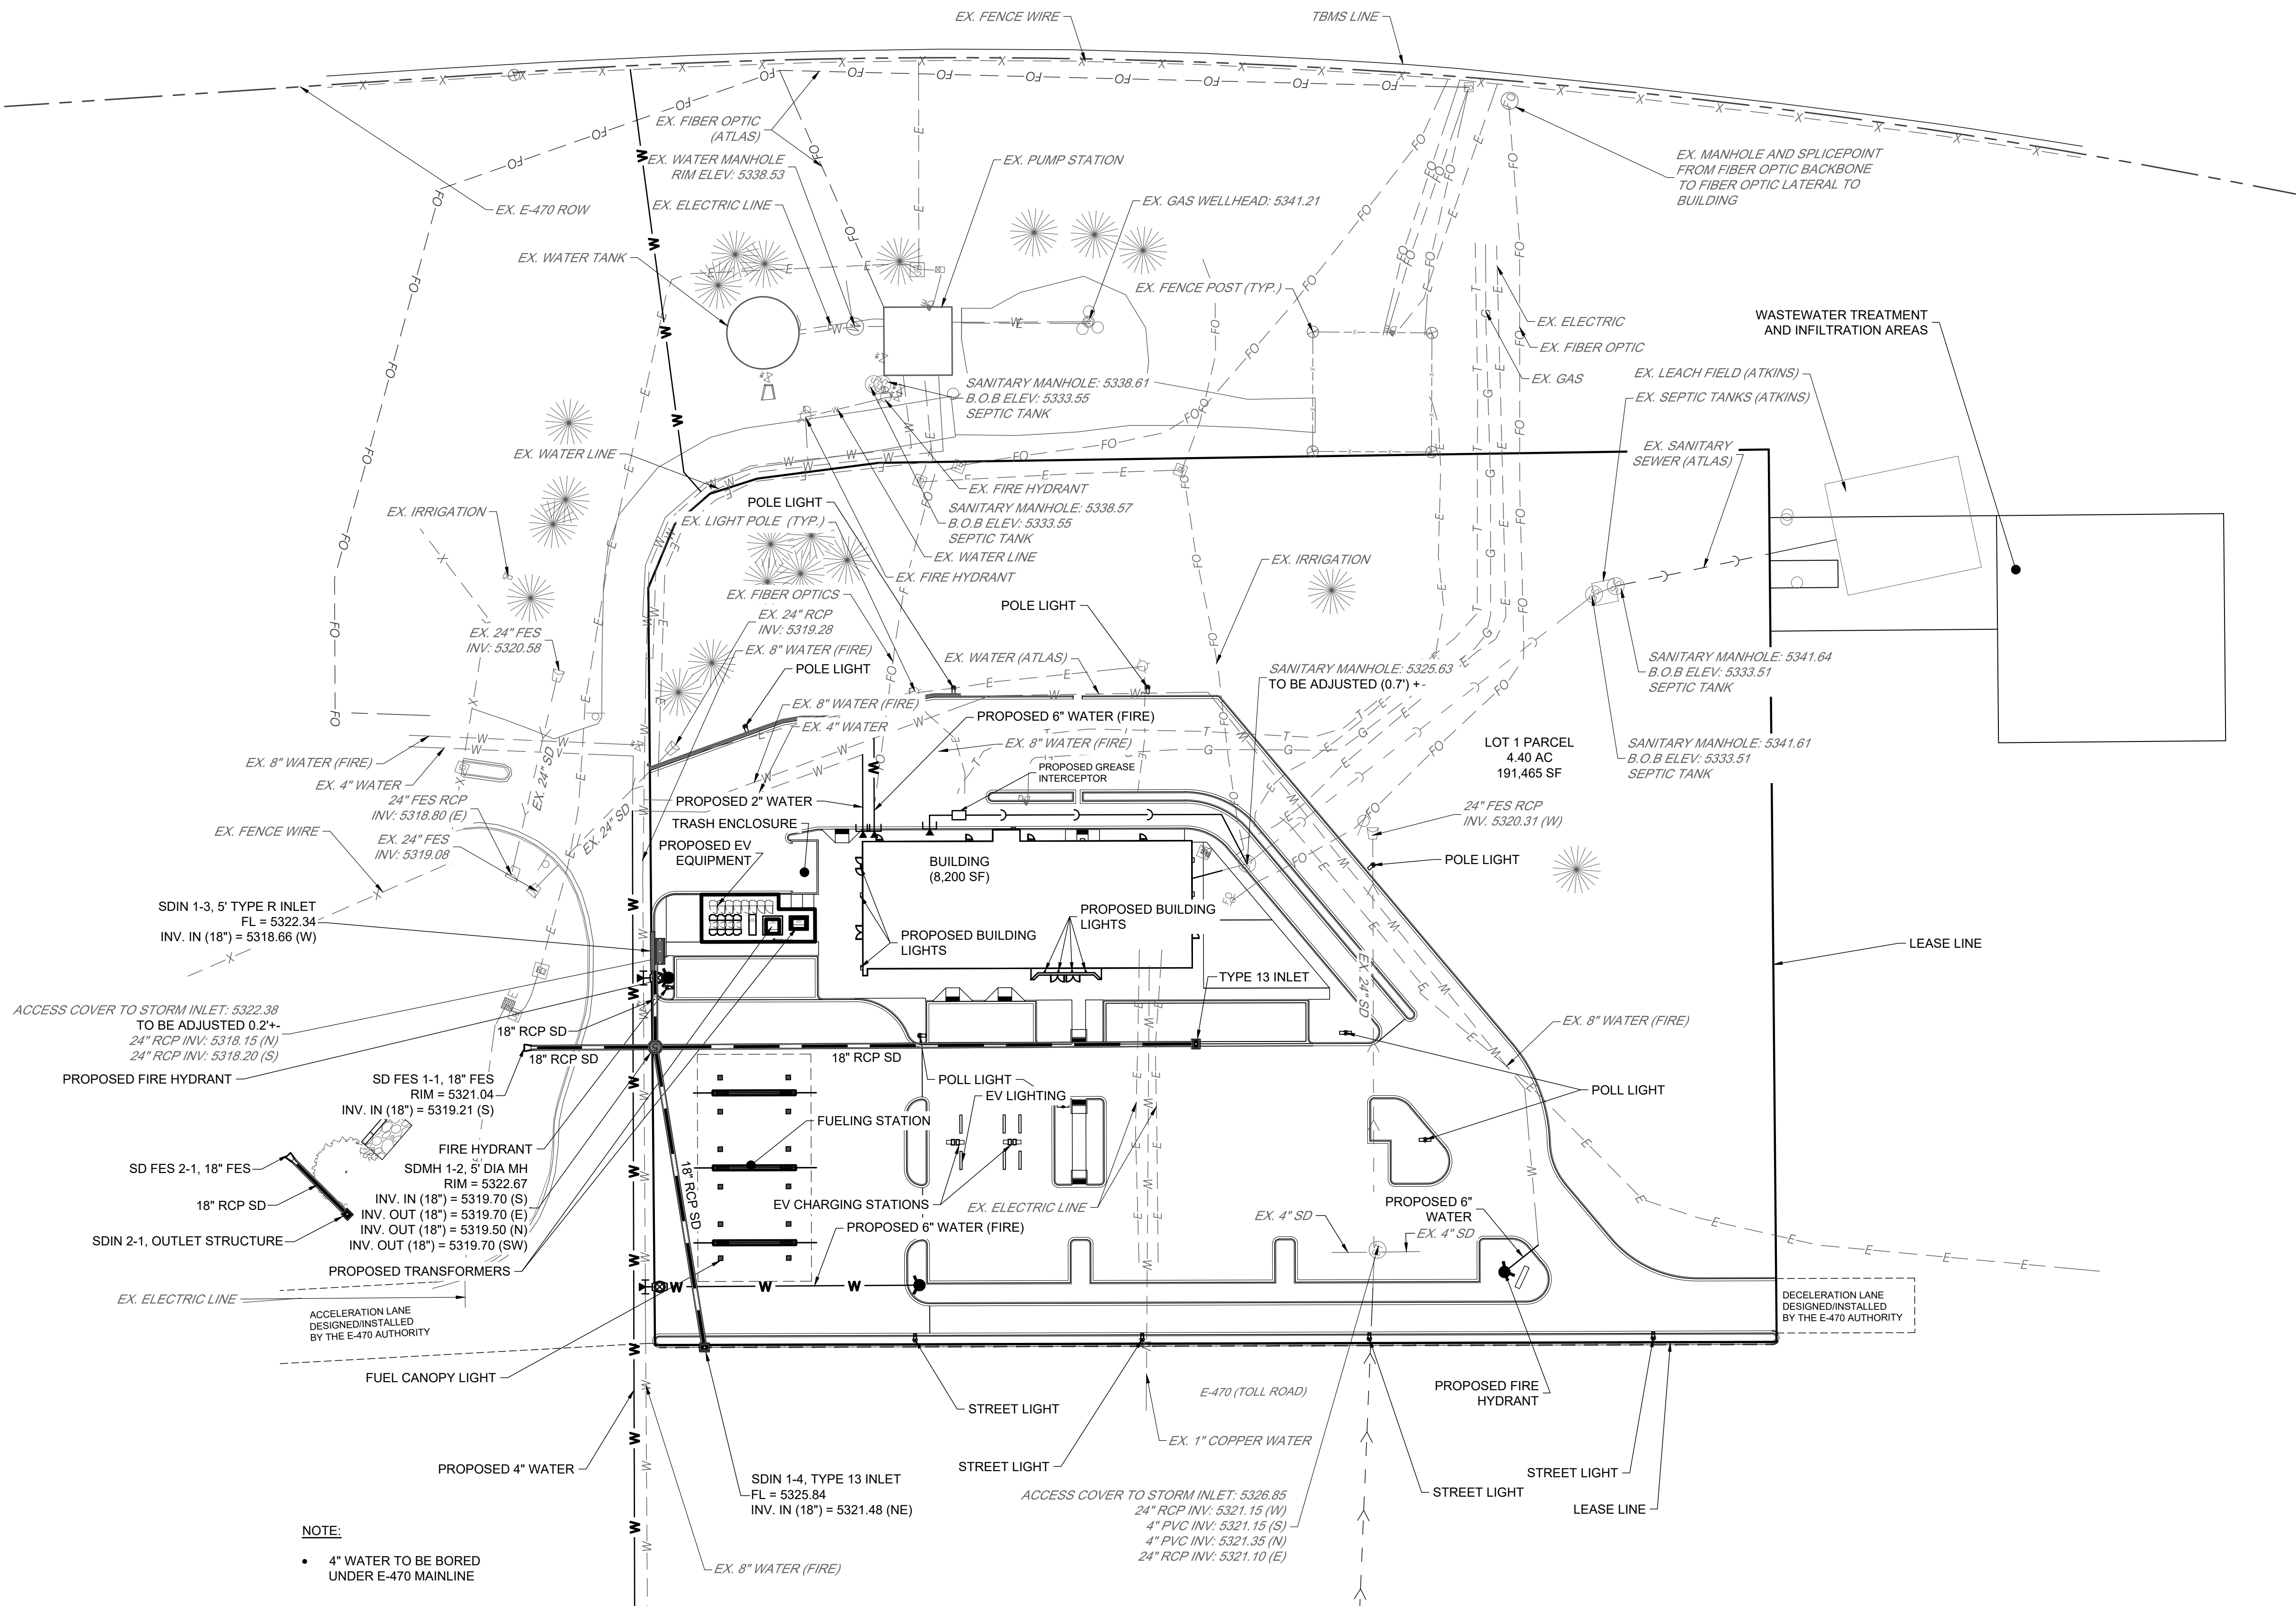 EX. FENCE WIRE
TBMS LINE
EX. FIBER OPTIC
(ATLAS)
EX. WATER MANHOLE
RIM ELEV: 5338.53
EX. PUMP STATION
EX. MANHOLE AND SPLICEPOINT
FROM FIBER OPTIC BACKBONE
TO FIBER OPTIC LATERAL TO
BUILDING
EX. E-470 ROW
EX. ELECTRIC LINE
EX. GAS WELLHEAD: 5341.21
EX. WATER TANK
EX. FENCE POST (TYP.)
EX. ELECTRIC
EX. FIBER OPTIC
EX. GAS
WASTEWATER TREATMENT
AND INFILTRATION AREAS
EX. LEACH FIELD (ATKINS)
EX. SEPTIC TANKS (ATKINS)
SANITARY MANHOLE: 5338.61
B.O.B ELEV: 5333.55
SEPTIC TANK
EX. SANITARY
SEWER (ATLAS)
EX. WATER LINE
EX. FIRE HYDRANT
POLE LIGHT
SANITARY MANHOLE: 5338.57
B.O.B ELEV: 5333.55
SEPTIC TANK
EX. IRRIGATION
EX. LIGHT POLE (TYP.)
EX. WATER LINE
EX. FIRE HYDRANT
EX. IRRIGATION
EX. FIBER OPTICS
POLE LIGHT
EX. 24" RCP
INV: 5319.28
EX. 24" FES
INV: 5320.58
EX. 8" WATER (FIRE)
POLE LIGHT
EX. WATER (ATLAS)
SANITARY MANHOLE: 5325.63
TO BE ADJUSTED (0.7') +-
SANITARY MANHOLE: 5341.64
B.O.B ELEV: 5333.51
SEPTIC TANK
EX. 8" WATER (FIRE)
EX. 4" WATER
PROPOSED 6" WATER (FIRE)
EX. 8" WATER (FIRE)
LOT 1 PARCEL
4.40 AC
191,465 SF
SANITARY MANHOLE: 5341.61
B.O.B ELEV: 5333.51
SEPTIC TANK
EX. 8" WATER (FIRE)
EX. 4" WATER
EX. 24" SD
PROPOSED GREASE
INTERCEPTOR
24" FES RCP
INV: 5318.80 (E)
PROPOSED 2" WATER
TRASH ENCLOSURE
24" FES RCP
INV. 5320.31 (W)
EX. FENCE WIRE
EX. 24" FES
INV: 5319.08
EX. 24" SD
PROPOSED EV
EQUIPMENT
BUILDING
(8,200 SF)
POLE LIGHT
SDIN 1-3, 5' TYPE R INLET
FL = 5322.34
INV. IN (18") = 5318.66 (W)
PROPOSED BUILDING
LIGHTS
PROPOSED BUILDING
LIGHTS
LEASE LINE
TYPE 13 INLET
EX. 24" SD
ACCESS COVER TO STORM INLET: 5322.38
TO BE ADJUSTED 0.2'+-
24" RCP INV: 5318.15 (N)
24" RCP INV: 5318.20 (S)
18" RCP SD
EX. 8" WATER (FIRE)
18" RCP SD
18" RCP SD
PROPOSED FIRE HYDRANT
SD FES 1-1, 18" FES
RIM = 5321.04
INV. IN (18") = 5319.21 (S)
POLL LIGHT
EV LIGHTING
POLL LIGHT
FUELING STATION
FIRE HYDRANT
SD FES 2-1, 18" FES
SDMH 1-2, 5' DIA MH
RIM = 5322.67
INV. IN (18") = 5319.70 (S)
INV. OUT (18") = 5319.70 (E)
INV. OUT (18") = 5319.50 (N)
INV. OUT (18") = 5319.70 (SW)
18" RCP SD
18" RCP SD
EV CHARGING STATIONS
EX. ELECTRIC LINE
PROPOSED 6"
WATER
EX. 4" SD
EX. 4" SD
SDIN 2-1, OUTLET STRUCTURE
PROPOSED 6" WATER (FIRE)
PROPOSED TRANSFORMERS
EX. ELECTRIC LINE
ACCELERATION LANE
DESIGNED/INSTALLED
BY THE E-470 AUTHORITY
DECELERATION LANE
DESIGNED/INSTALLED
BY THE E-470 AUTHORITY
FUEL CANOPY LIGHT
STREET LIGHT
E-470 (TOLL ROAD)
PROPOSED FIRE
HYDRANT
EX. 1" COPPER WATER
PROPOSED 4" WATER
STREET LIGHT
STREET LIGHT
STREET LIGHT
LEASE LINE
SDIN 1-4, TYPE 13 INLET
FL = 5325.84
INV. IN (18") = 5321.48 (NE)
ACCESS COVER TO STORM INLET: 5326.85
24" RCP INV: 5321.15 (W)
4" PVC INV: 5321.15 (S)
4" PVC INV: 5321.35 (N)
24" RCP INV: 5321.10 (E)
NOTE:
• 4" WATER TO BE BORED
UNDER E-470 MAINLINE
EX. 8" WATER (FIRE)